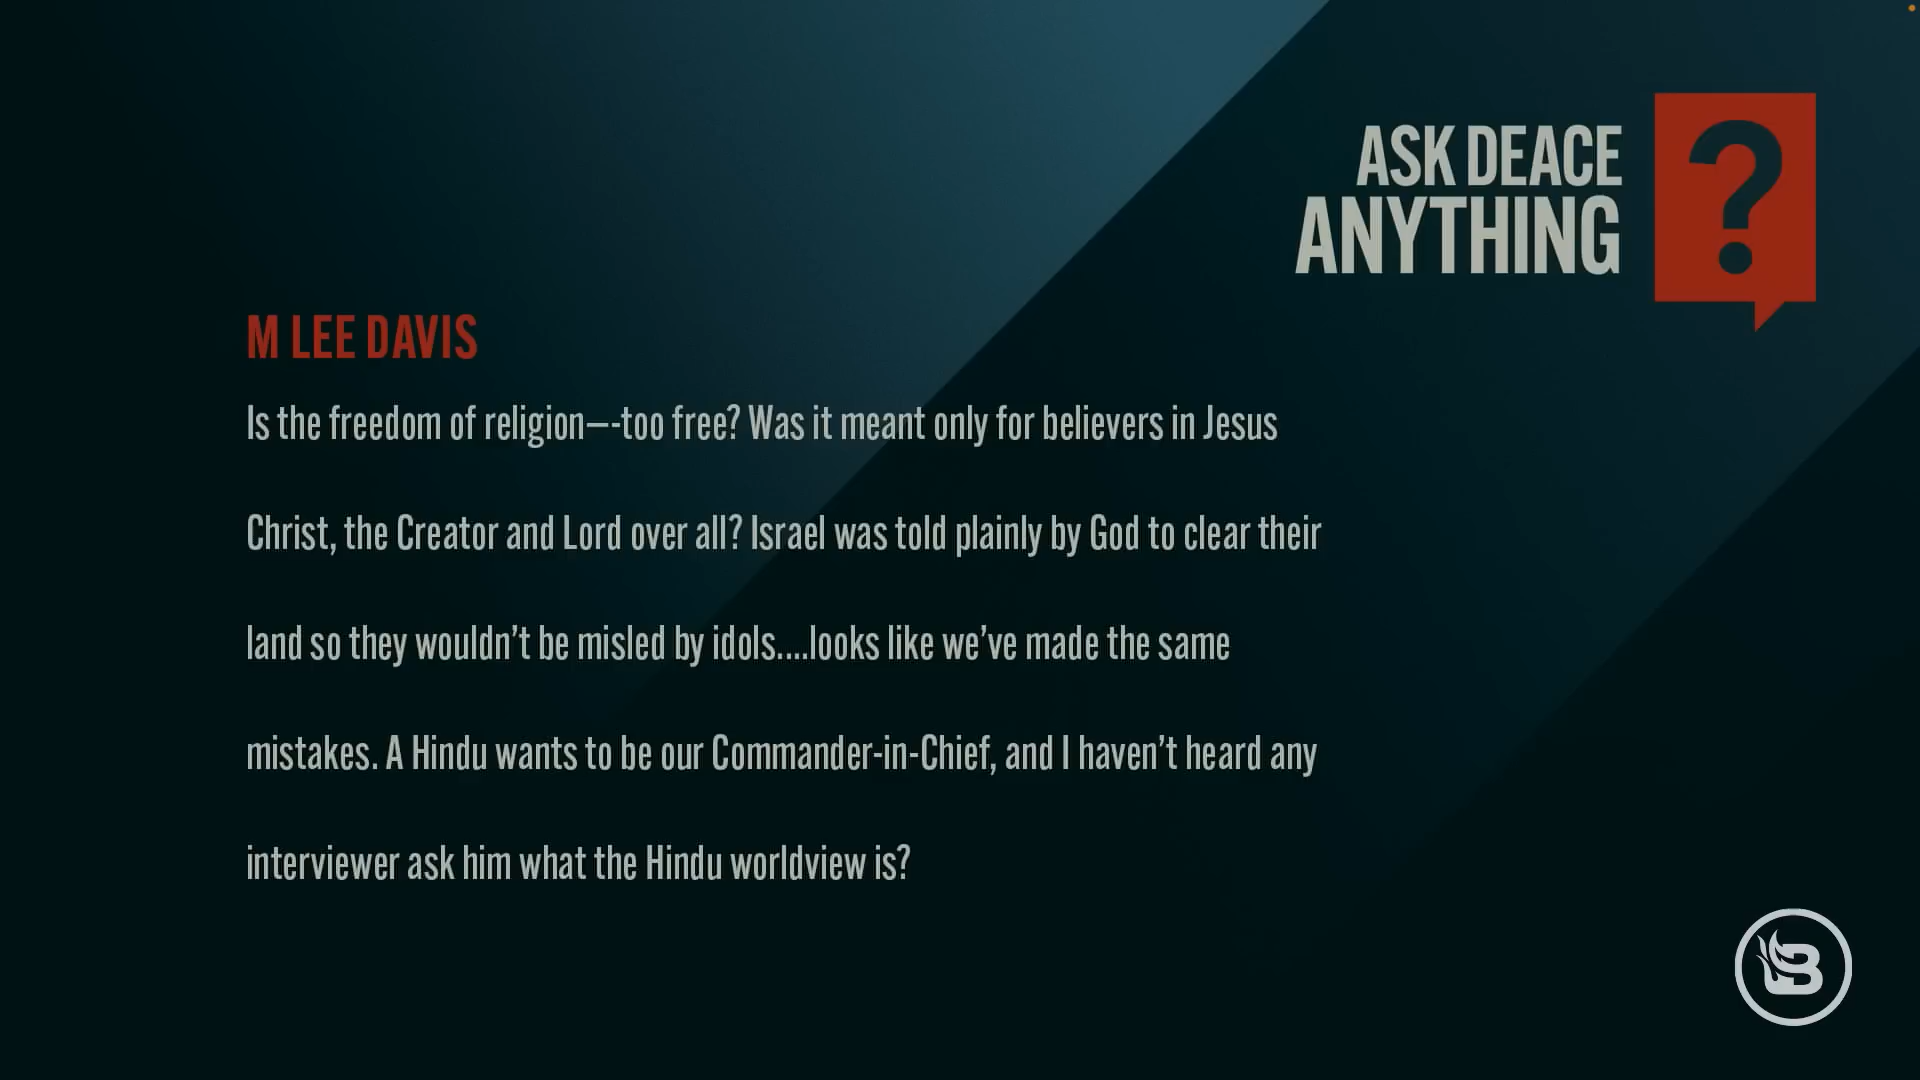 ASK DEACE
ANYTHING
?
M LEE DAVIS
Is the freedom of religion—-too free? Was it meant only for believers in Jesus
Christ, the Creator and Lord over all? Israel was told plainly by God to clear their
land so they wouldn’t be misled by idols....looks like we’ve made the same
mistakes. A Hindu wants to be our Commander-in-Chief, and I haven’t heard any
interviewer ask him what the Hindu worldview is?
B